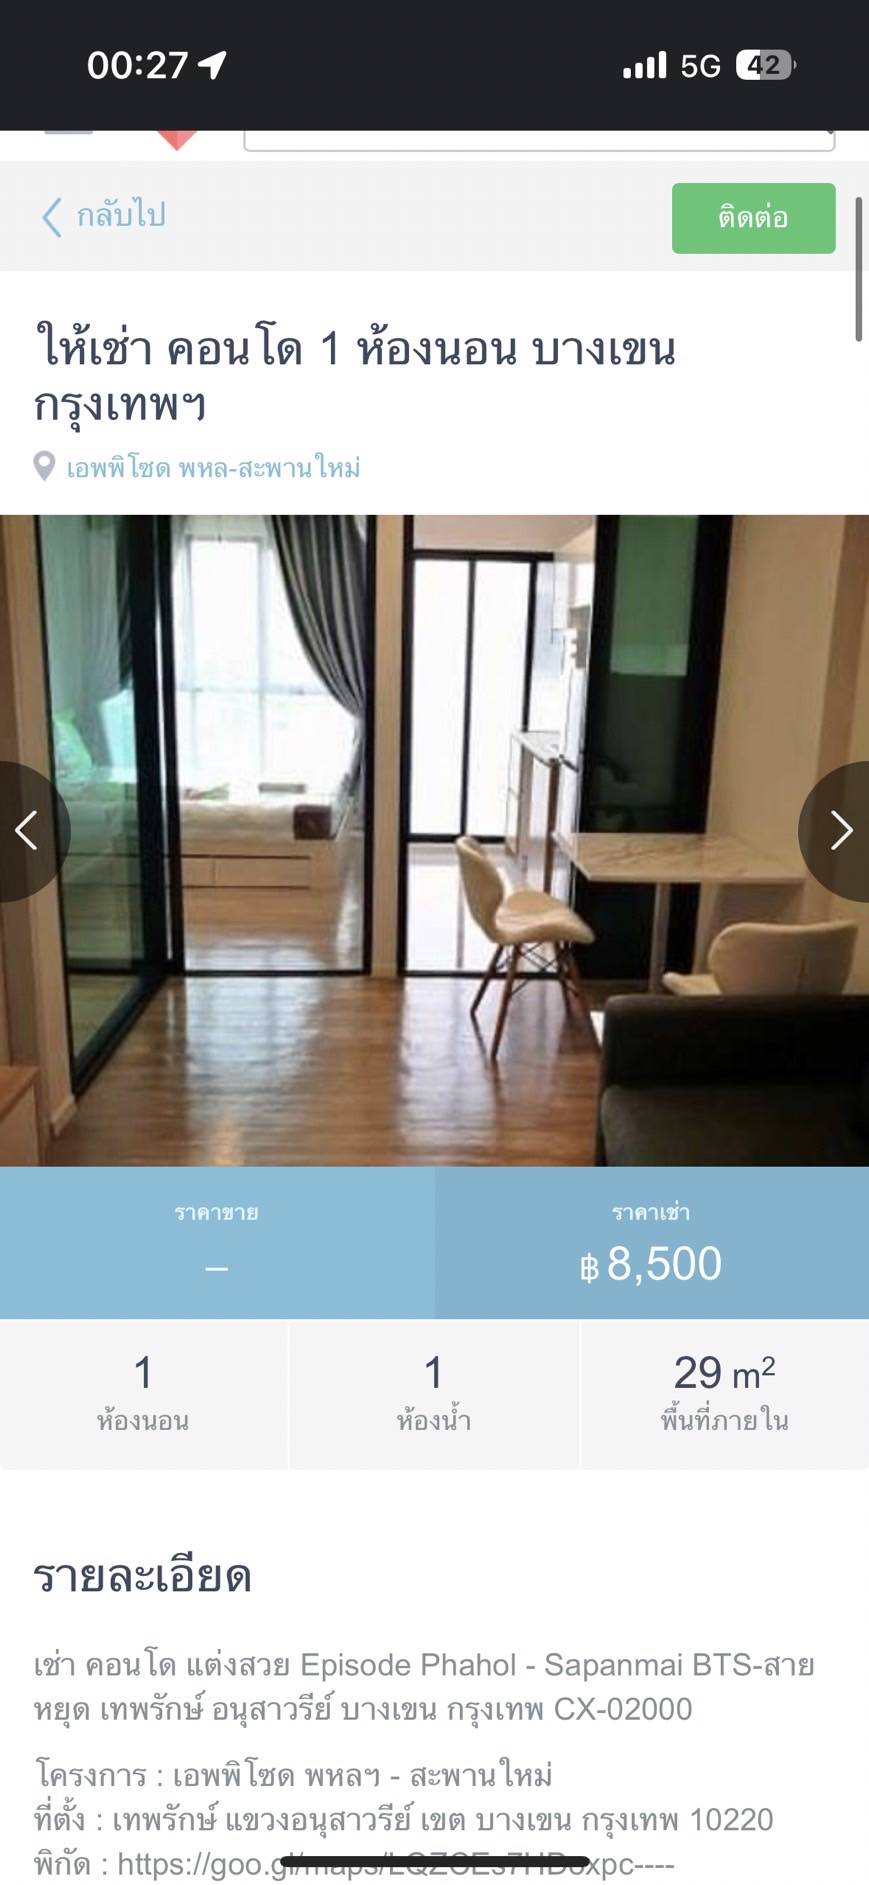 00:27
5G 42
กลับไป
ติดต่อ
ให้เช่า คอนโด 1 ห้องนอน บางเขน
กรุงเทพฯ
เอพพิโซด พหล-สะพานใหม่
ราคาขาย
–
ราคาเช่า
฿ 8,500
1
ห้องนอน
1
ห้องน้ำ
29 m²
พื้นที่ภายใน
รายละเอียด
เช่า คอนโด แต่งสวย Episode Phahol - Sapanmai BTS-สาย
หยุด เทพรักษ์ อนุสาวรีย์ บางเขน กรุงเทพ CX-02000
โครงการ : เอพพิโซด พหลฯ - สะพานใหม่
ที่ตั้ง : เทพรักษ์ แขวงอนุสาวรีย์ เขต บางเขน กรุงเทพ 10220
พิกัด :